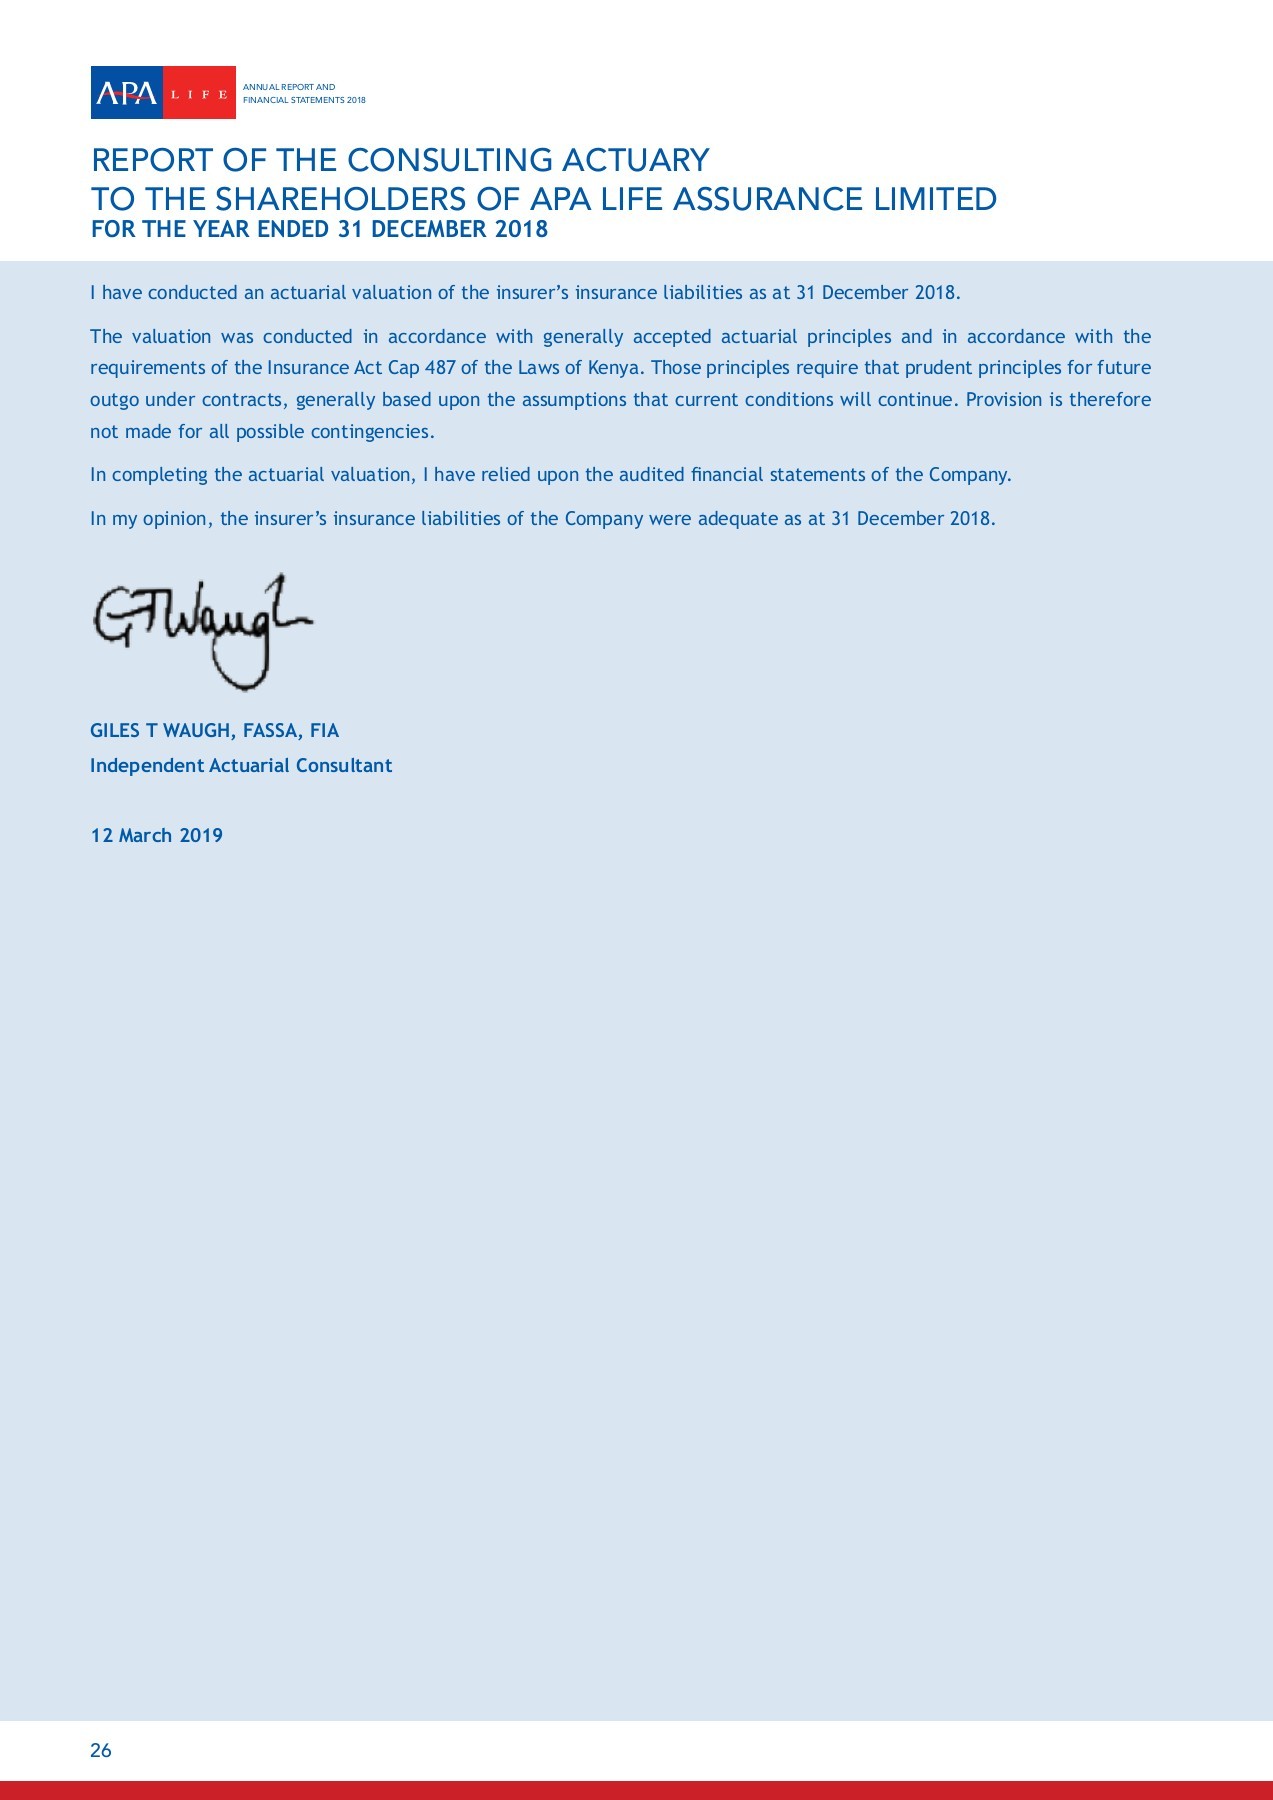 APA LIFE
ANNUAL REPORT AND
FINANCIAL STATEMENTS 2018
REPORT OF THE CONSULTING ACTUARY
TO THE SHAREHOLDERS OF APA LIFE ASSURANCE LIMITED
FOR THE YEAR ENDED 31 DECEMBER 2018
I have conducted an actuarial valuation of the insurer’s insurance liabilities as at 31 December 2018.
The valuation was conducted in accordance with generally accepted actuarial principles and in accordance with the
requirements of the Insurance Act Cap 487 of the Laws of Kenya. Those principles require that prudent principles for future
outgo under contracts, generally based upon the assumptions that current conditions will continue. Provision is therefore
not made for all possible contingencies.
In completing the actuarial valuation, I have relied upon the audited financial statements of the Company.
In my opinion, the insurer’s insurance liabilities of the Company were adequate as at 31 December 2018.
GTWaugh
GILES T WAUGH, FASSA, FIA
Independent Actuarial Consultant
12 March 2019
26